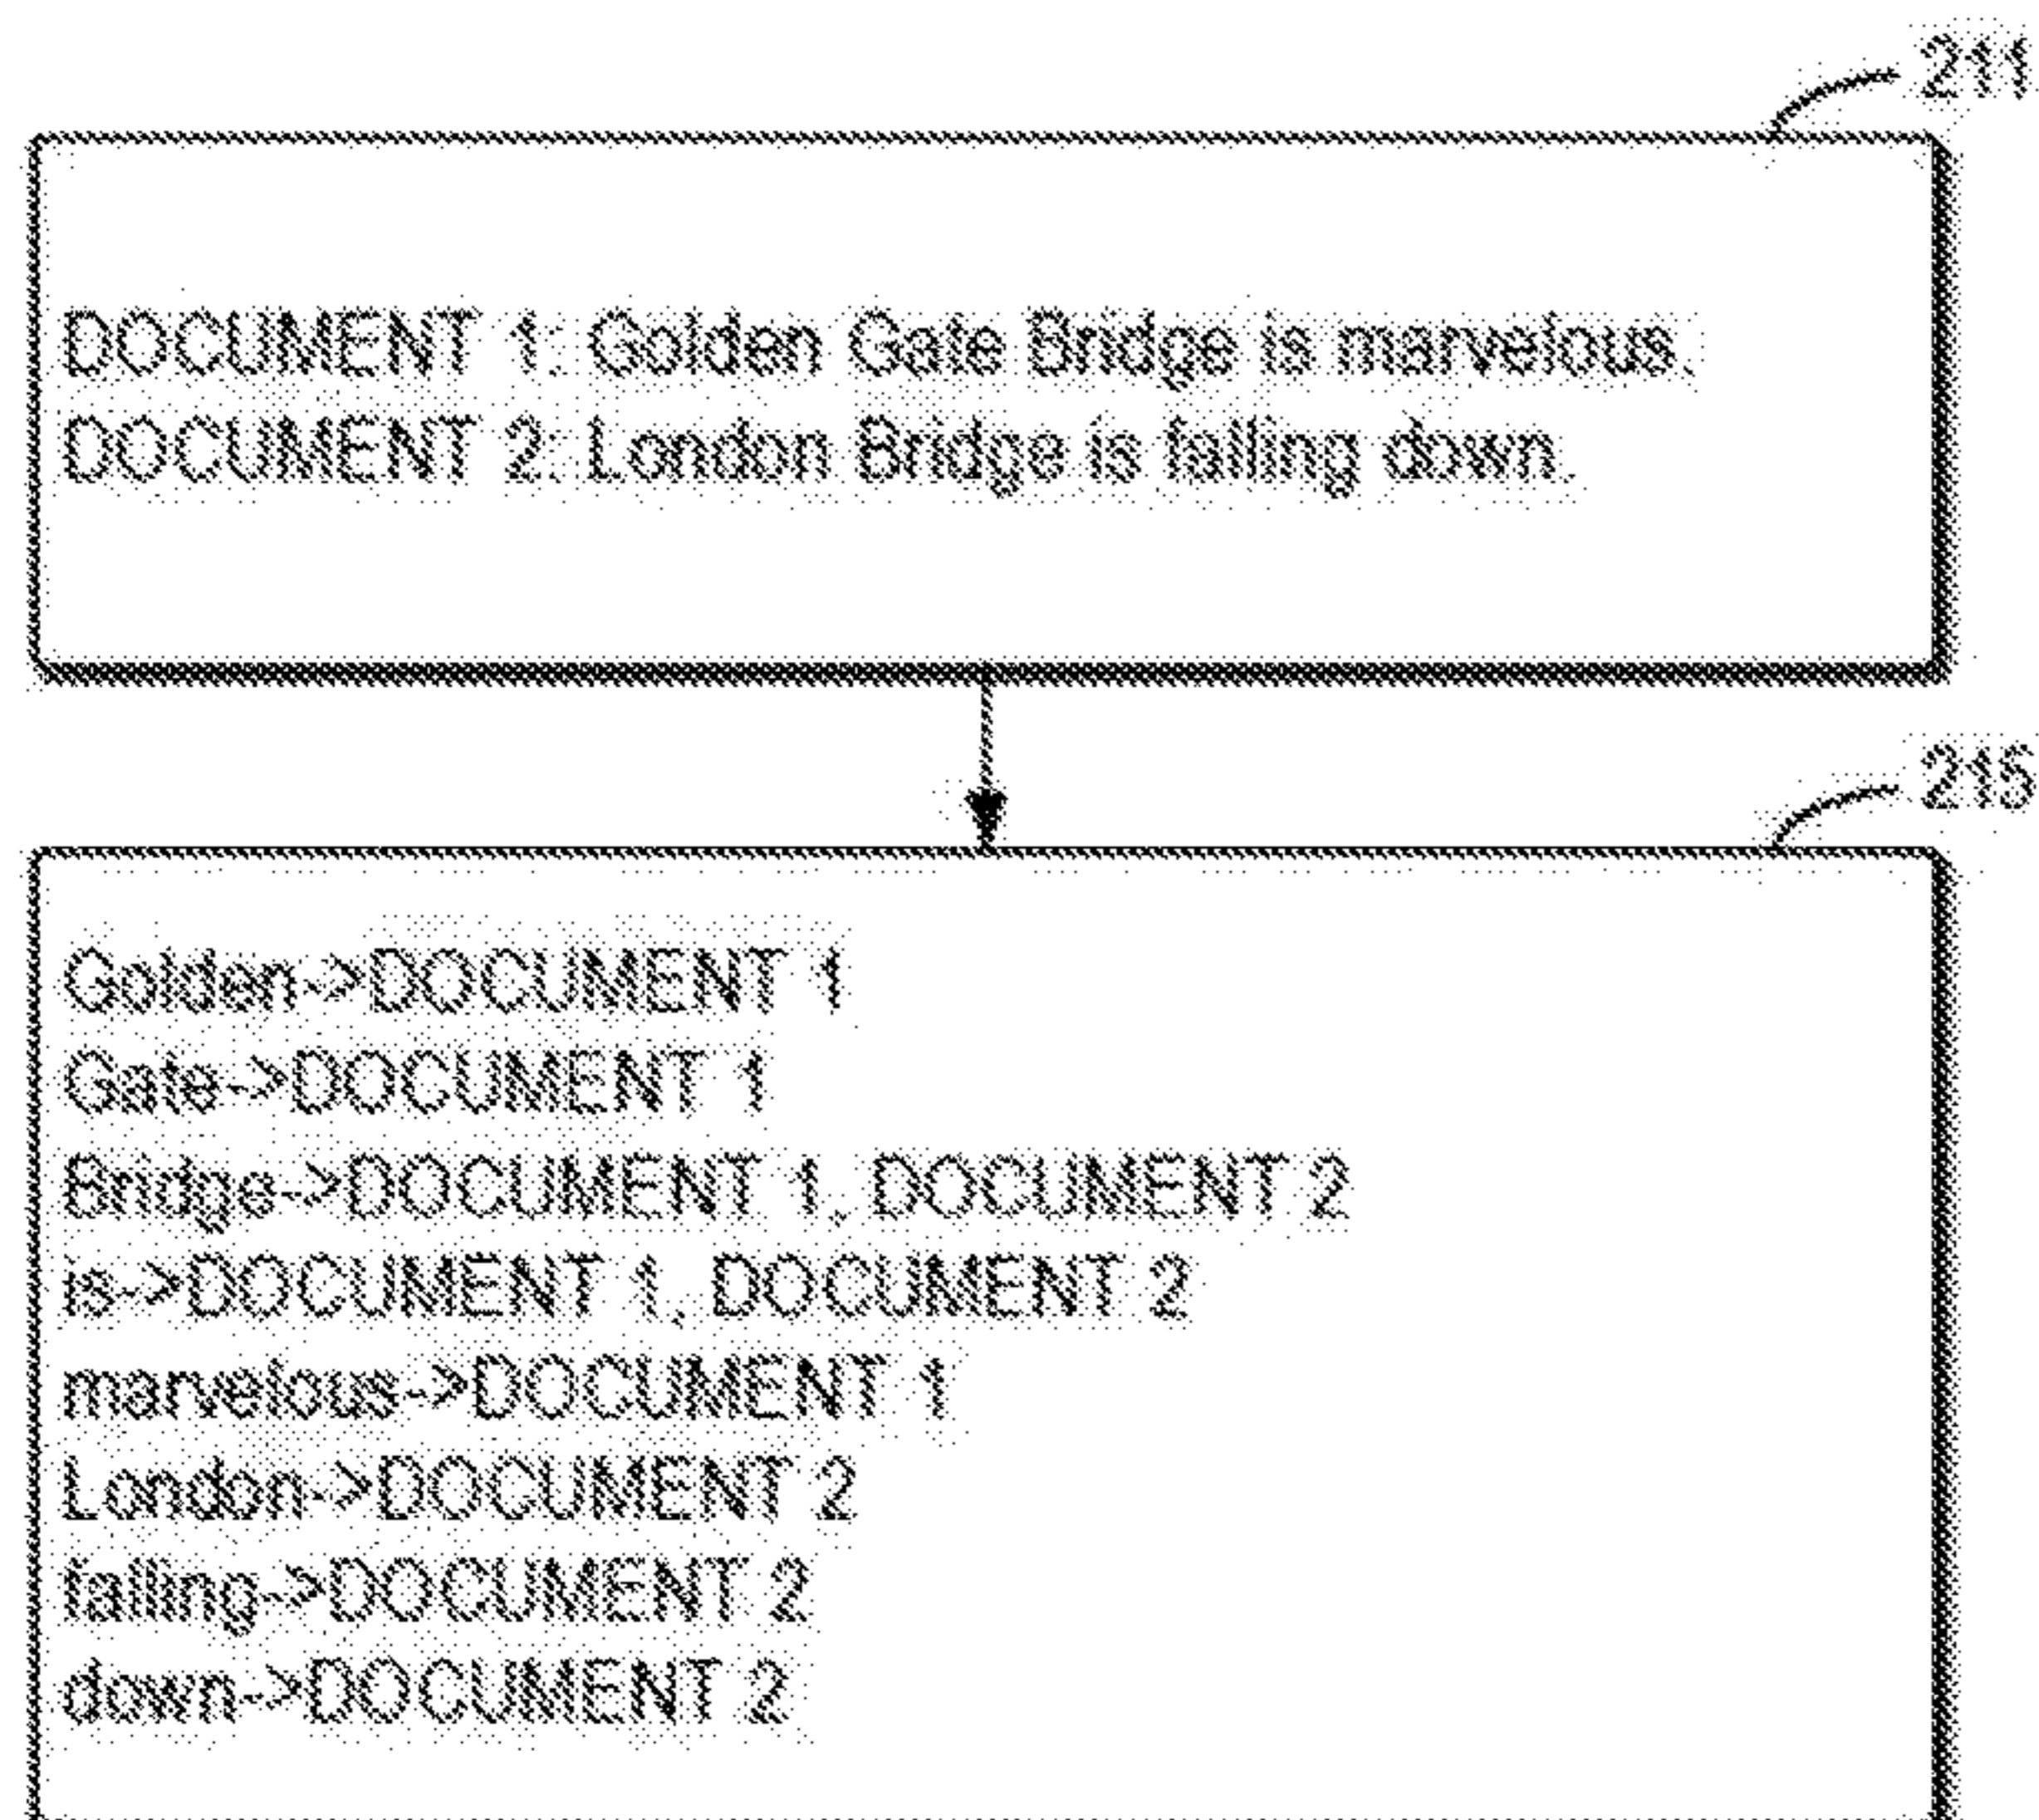 211
DOCUMENT 1: Golden Gate Bridge is marvelous.
DOCUMENT 2: London Bridge is falling down.
215
Golden->DOCUMENT 1
Gate->DOCUMENT 1
Bridge->DOCUMENT 1, DOCUMENT 2
is->DOCUMENT 1, DOCUMENT 2
marvelous->DOCUMENT 1
London->DOCUMENT 2
falling->DOCUMENT 2
down->DOCUMENT 2